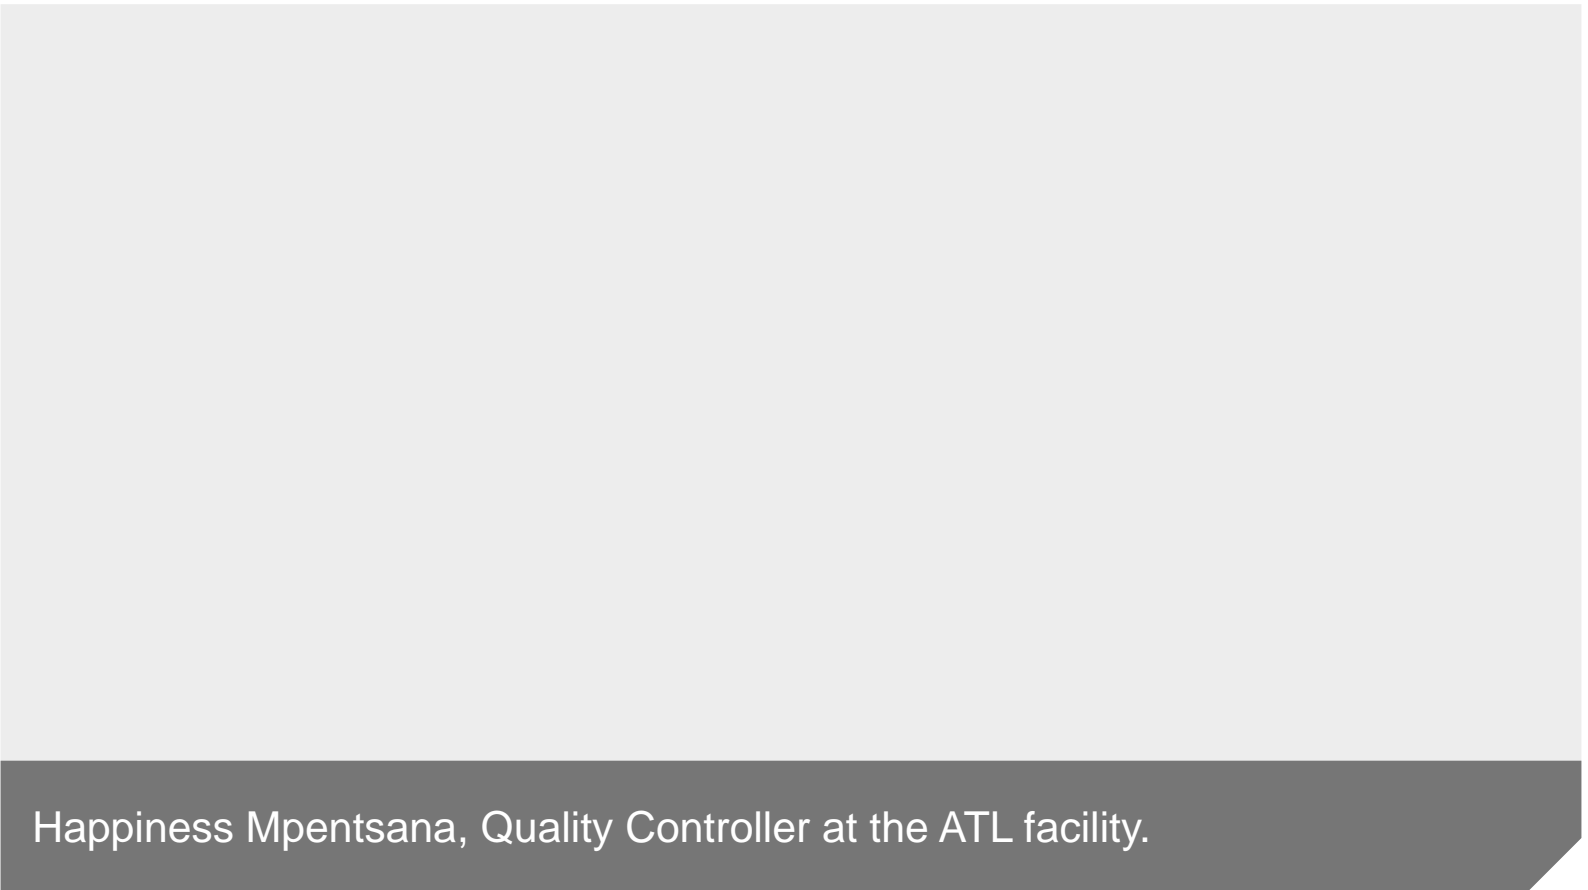 Happiness Mpentsana, Quality Controller at the ATL facility.